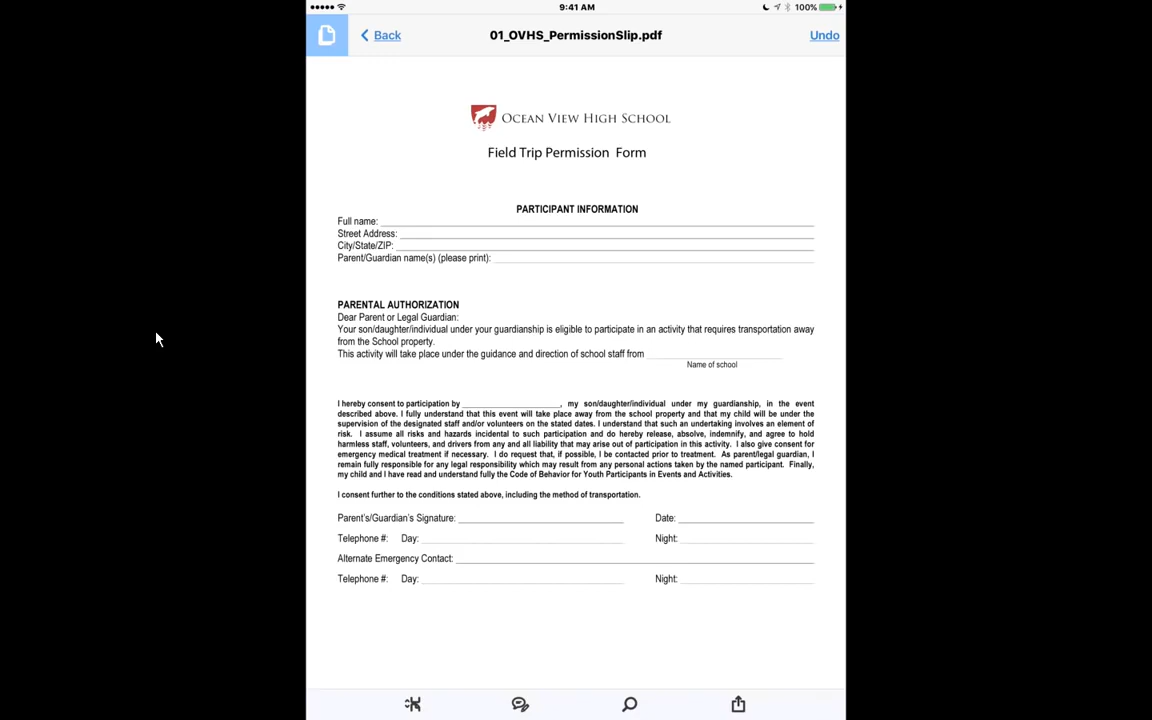 9:41 AM
100%
Back
01_OVHS_PermissionSlip.pdf
Undo
OCEAN VIEW HIGH SCHOOL
Field Trip Permission Form
PARTICIPANT INFORMATION
Full name:
Street Address:
City/State/ZIP:
Parent/Guardian name(s) (please print):
PARENTAL AUTHORIZATION
Dear Parent or Legal Guardian:
Your son/daughter/individual under your guardianship is eligible to participate in an activity that requires transportation away
from the School property.
This activity will take place under the guidance and direction of school staff from
Name of school
I hereby consent to participation by , my son/daughter/individual under my guardianship, in the event
described above. I fully understand that this event will take place away from the school property and that my child will be under the
supervision of the designated staff and/or volunteers on the stated dates. I understand that such an undertaking involves an element of
risk. I assume all risks and hazards incidental to such participation and do hereby release, absolve, indemnify, and agree to hold
harmless staff, volunteers, and drivers from any and all liability that may arise out of participation in this activity. I also give consent for
emergency medical treatment if necessary. I do request that, if possible, I be contacted prior to treatment. As parent/legal guardian, I
remain fully responsible for any legal responsibility which may result from any personal actions taken by the named participant. Finally,
my child and I have read and understand fully the Code of Behavior for Youth Participants in Events and Activities.
I consent further to the conditions stated above, including the method of transportation.
Parent's/Guardian's Signature: Date:
Telephone #: Day: Night:
Alternate Emergency Contact:
Telephone #: Day: Night: